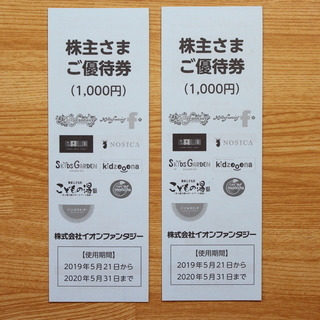 株主さま
ご優待券
(1,000円)
NOSICA
SKIDS GARDEN
kidzooona
こどもの湯
株式会社イオンファンタジー
【使用期間】
2019年5月21日から
2020年5月31日まで
株主さま
ご優待券
(1,000円)
NOSICA
SKIDS GARDEN
kidzooona
こどもの湯
株式会社イオンファンタジー
【使用期間】
2019年5月21日から
2020年5月31日まで